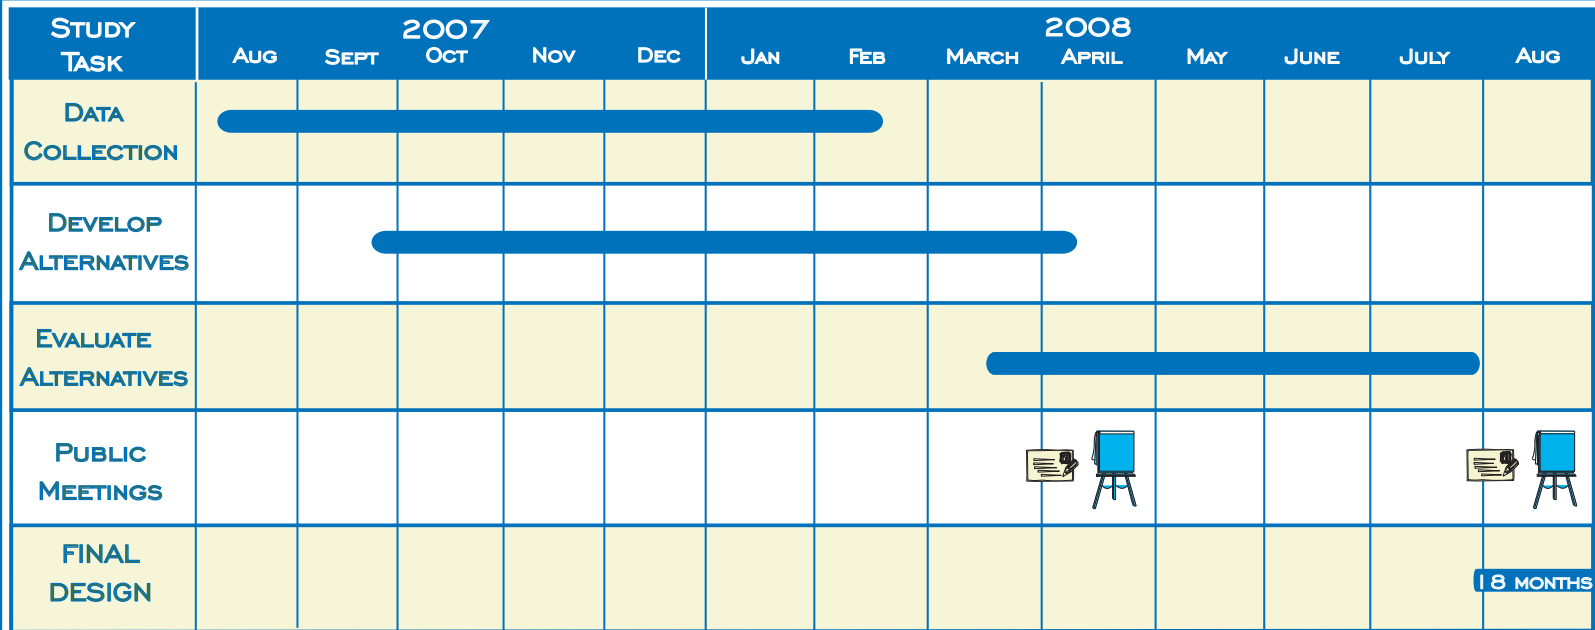 STUDY TASK
2007
2008
AUG SEPT OCT NOV DEC JAN FEB MARCH APRIL MAY JUNE JULY AUG
DATA
COLLECTION
DEVELOP
ALTERNATIVES
EVALUATE
ALTERNATIVES
PUBLIC
MEETINGS
FINAL
DESIGN
18 MONTHS